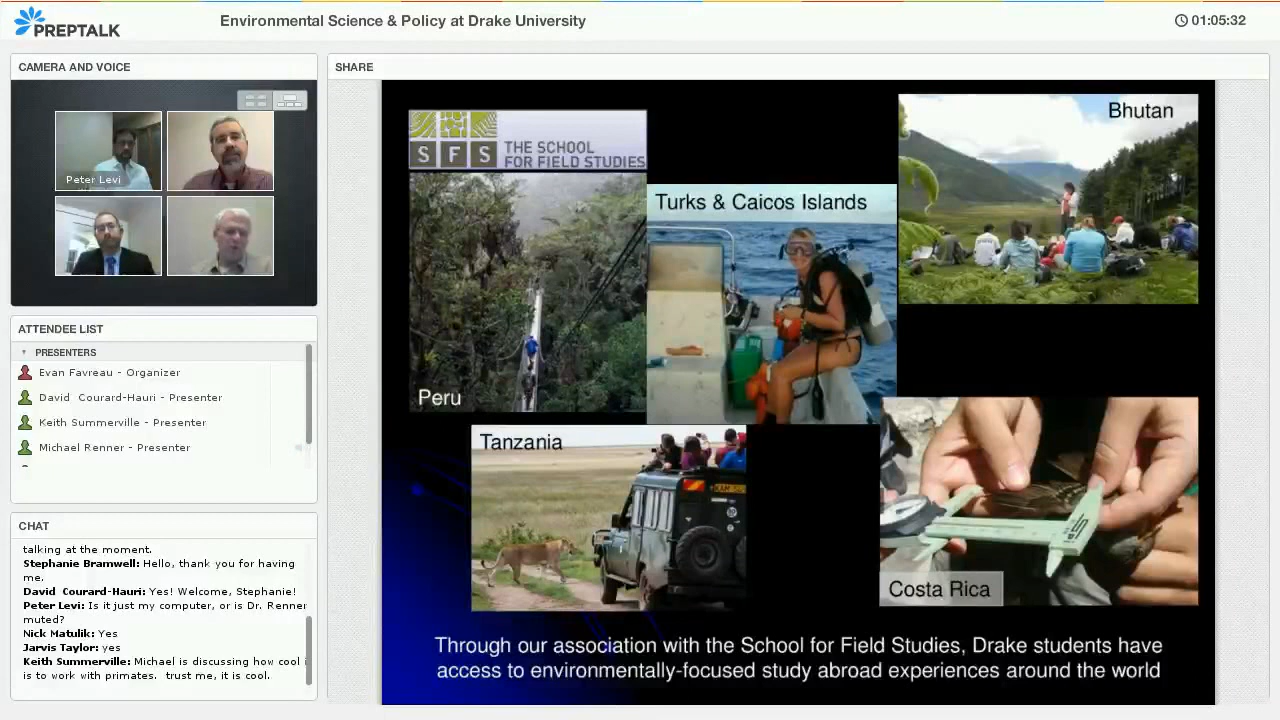 PREPTALK
Environmental Science & Policy at Drake University
01:05:32
CAMERA AND VOICE
Peter Levi
ATTENDEE LIST
PRESENTERS
Evan Favreau - Organizer
David Courard-Hauri - Presenter
Keith Summerville - Presenter
Michael Renner - Presenter
CHAT
talking at the moment.
Stephanie Bramwell: Hello, thank you for having
me.
David Courard-Hauri: Yes! Welcome, Stephenie!
Peter Levi: Is it just my computer, or is Dr. Renner
muted?
Nick Matulik: Yes
Jarvis Taylor: yes
Keith Summerville: Michael is discussing how cool i
is to work with primates. trust me, it is cool.
SHARE
SFS
THE SCHOOL
FOR FIELD STUDIES
Peru
Turks & Caicos Islands
Bhutan
Tanzania
Costa Rica
Through our association with the School for Field Studies, Drake students have
access to environmentally-focused study abroad experiences around the world